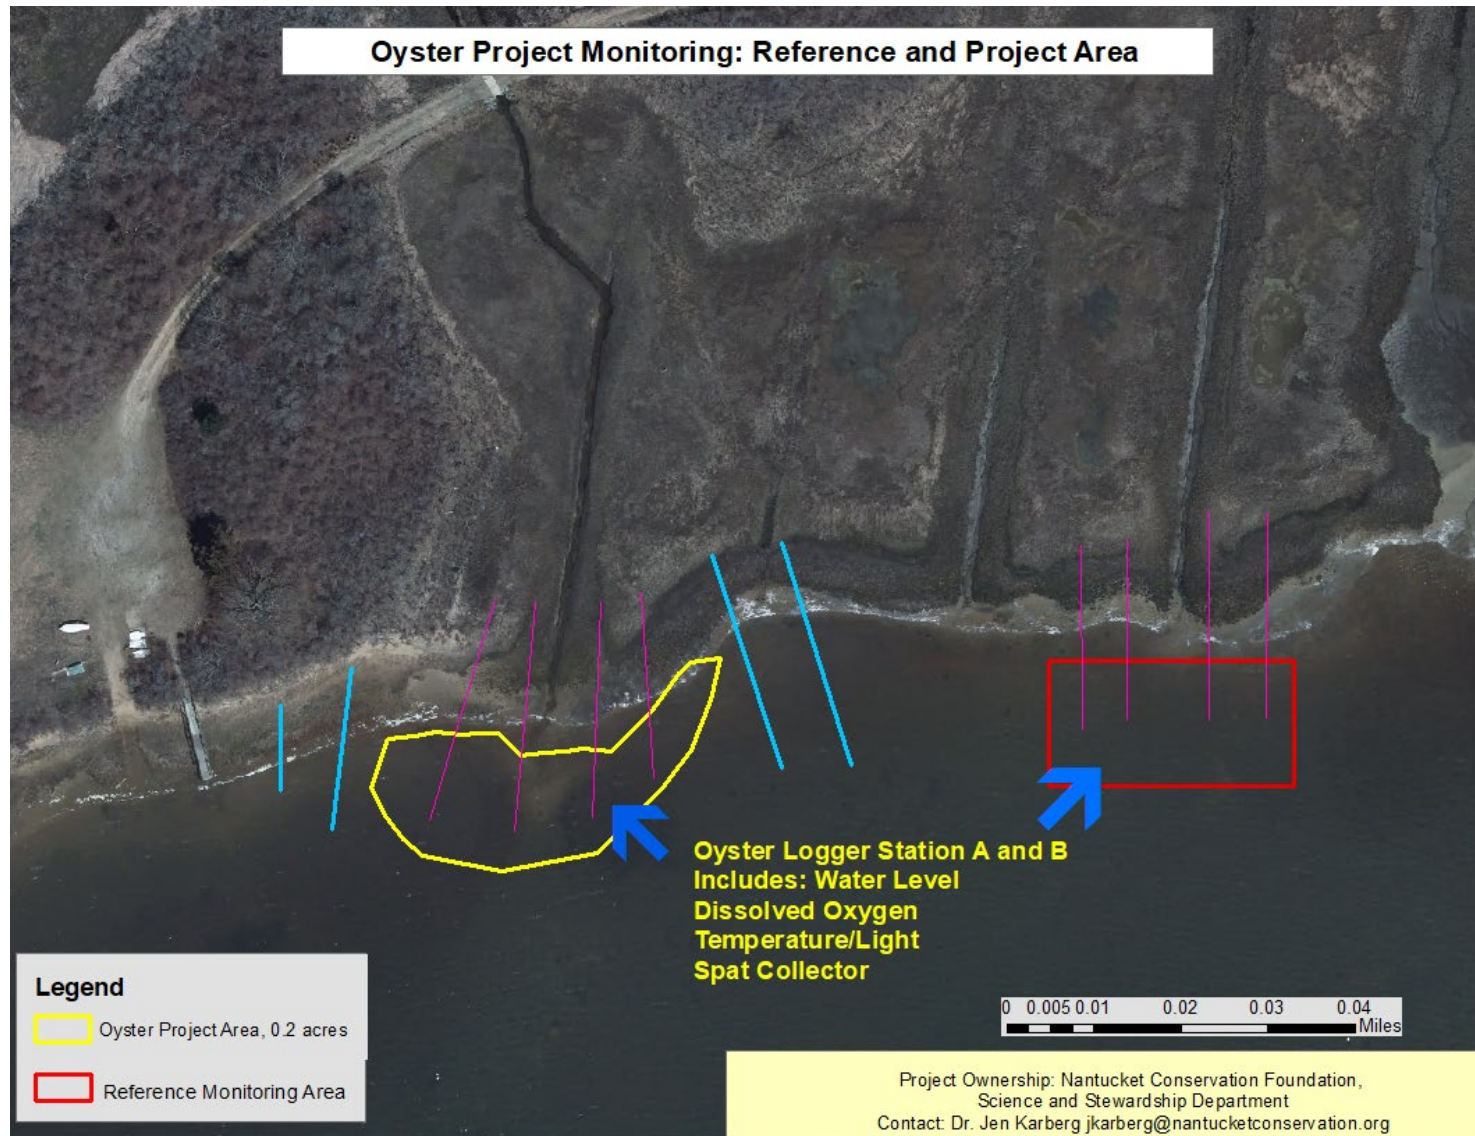 Oyster Project Monitoring: Reference and Project Area
Oyster Logger Station A and B
Includes: Water Level
Dissolved Oxygen
Temperature/Light
Spat Collector
Legend
Oyster Project Area, 0.2 acres
Reference Monitoring Area
0 0.005 0.01 0.02 0.03 0.04
Miles
Project Ownership: Nantucket Conservation Foundation,
Science and Stewardship Department
Contact: Dr. Jen Karberg jkarberg@nantucketconservation.org